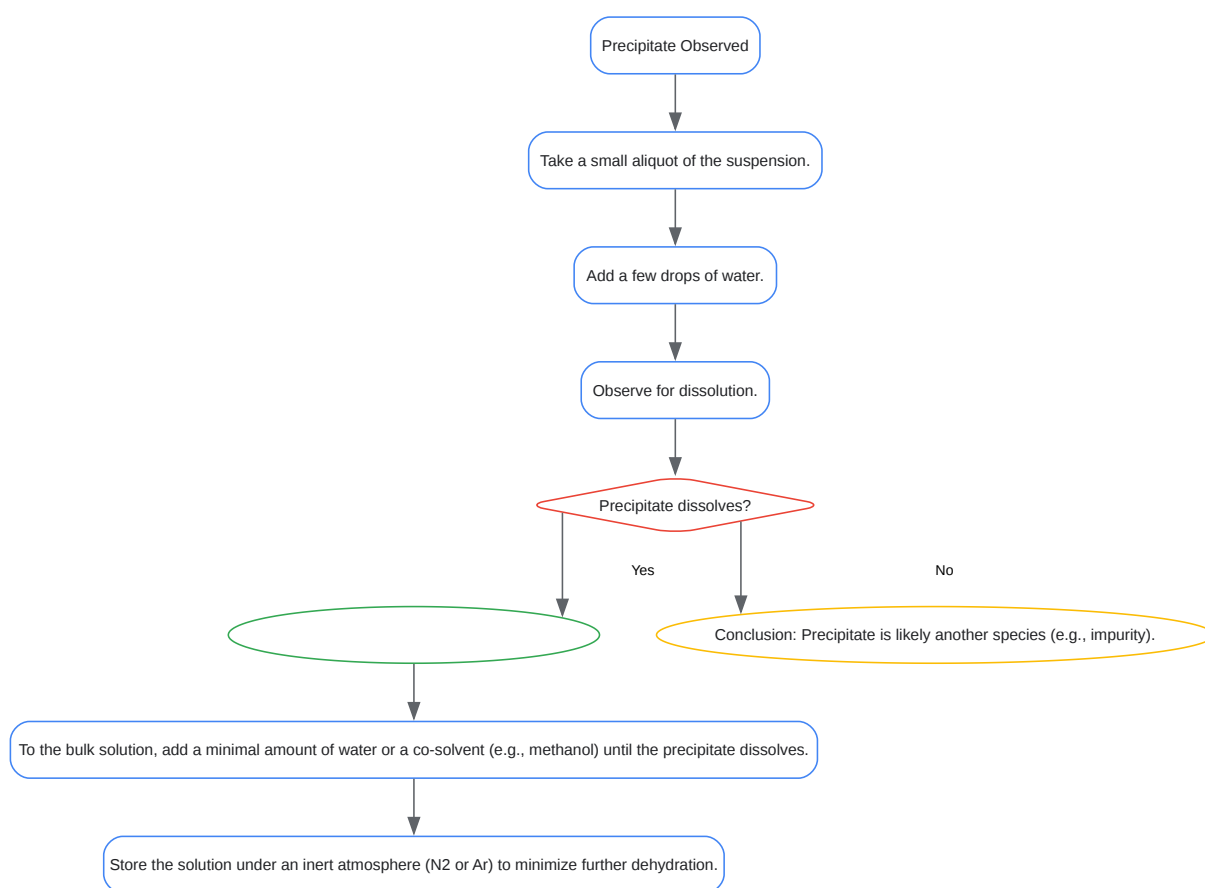 Precipitate Observed
Take a small aliquot of the suspension.
Add a few drops of water.
Observe for dissolution.
Precipitate dissolves?
Yes
No
Conclusion: Precipitate is likely another species (e.g., impurity).
To the bulk solution, add a minimal amount of water or a co-solvent (e.g., methanol) until the precipitate dissolves.
Store the solution under an inert atmosphere (N2 or Ar) to minimize further dehydration.